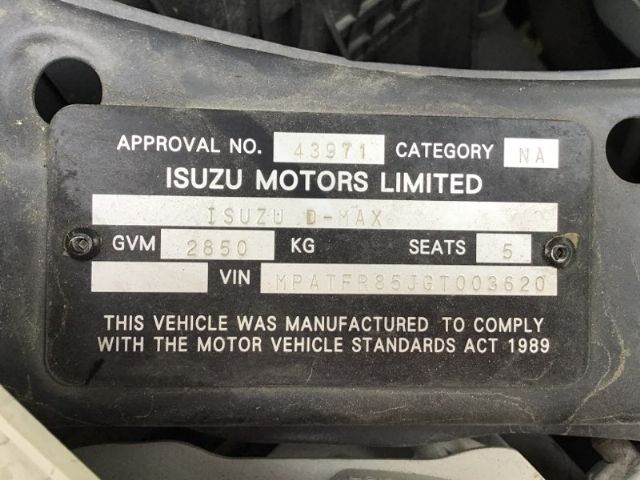 APPROVAL NO. 43971 CATEGORY NA
ISUZU MOTORS LIMITED
ISUZU D-MAX
GVM 2850 KG SEATS 5
VIN MPATFR85JGT003620
THIS VEHICLE WAS MANUFACTURED TO COMPLY
WITH THE MOTOR VEHICLE STANDARDS ACT 1989